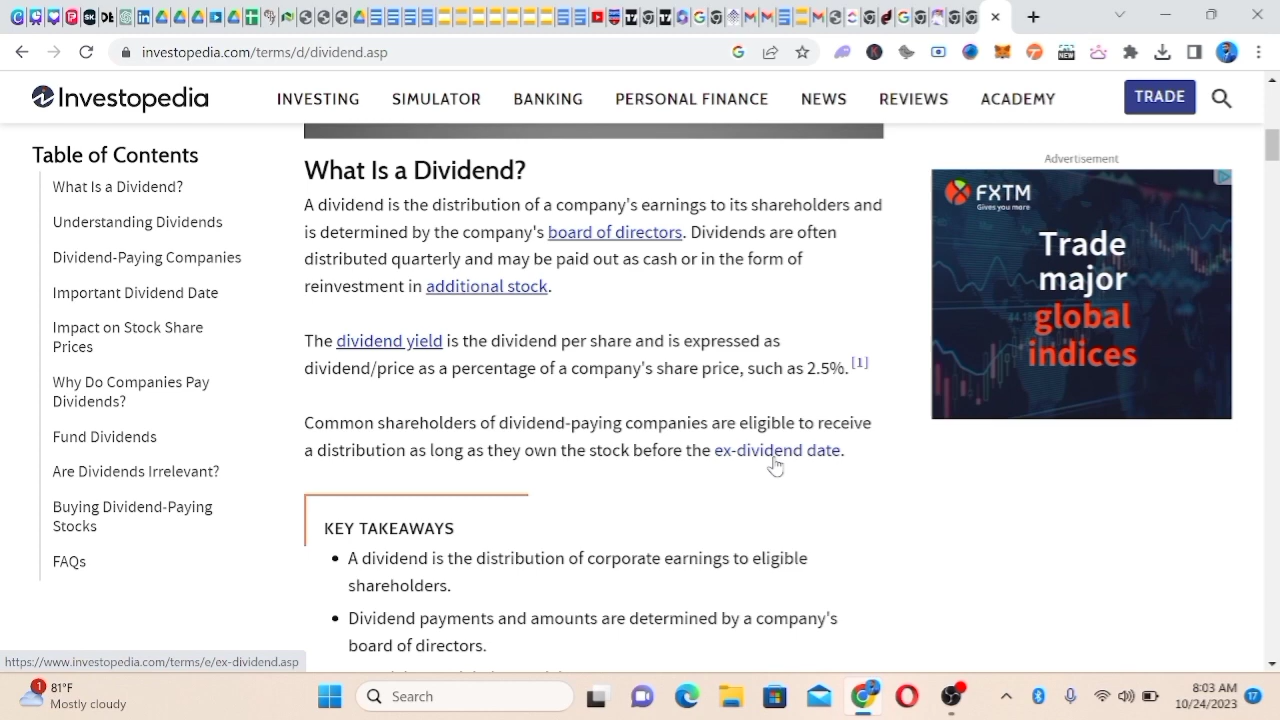 investopedia.com/terms/d/dividend.asp
NEW
Investopedia
INVESTING
SIMULATOR
BANKING
PERSONAL FINANCE
NEWS
REVIEWS
ACADEMY
TRADE
Table of Contents
What Is a Dividend?
Understanding Dividends
Dividend-Paying Companies
Important Dividend Date
Impact on Stock Share
Prices
Why Do Companies Pay
Dividends?
Fund Dividends
Are Dividends Irrelevant?
Buying Dividend-Paying
Stocks
FAQs
What Is a Dividend?
A dividend is the distribution of a company's earnings to its shareholders and
is determined by the company's board of directors. Dividends are often
distributed quarterly and may be paid out as cash or in the form of
reinvestment in additional stock.
The dividend yield is the dividend per share and is expressed as
dividend/price as a percentage of a company's share price, such as 2.5%. [1]
Common shareholders of dividend-paying companies are eligible to receive
a distribution as long as they own the stock before the ex-dividend date.
KEY TAKEAWAYS
• A dividend is the distribution of corporate earnings to eligible
shareholders.
• Dividend payments and amounts are determined by a company's
board of directors.
Advertisement
FXTM
Gives you more
Trade
major
global
indices
https://www.investopedia.com/terms/e/ex-dividend.asp
1
81°F
Mostly cloudy
Search
8:03 AM
10/24/2023
17